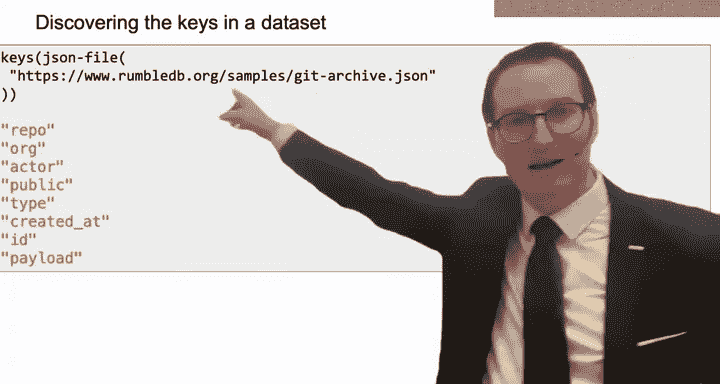 Discovering the keys in a dataset
keys(json-file(
"https://www.rumbledb.org/samples/git-archive.json"
))
"repo"
"org"
"actor"
"public"
"type"
"created_at"
"id"
"payload"